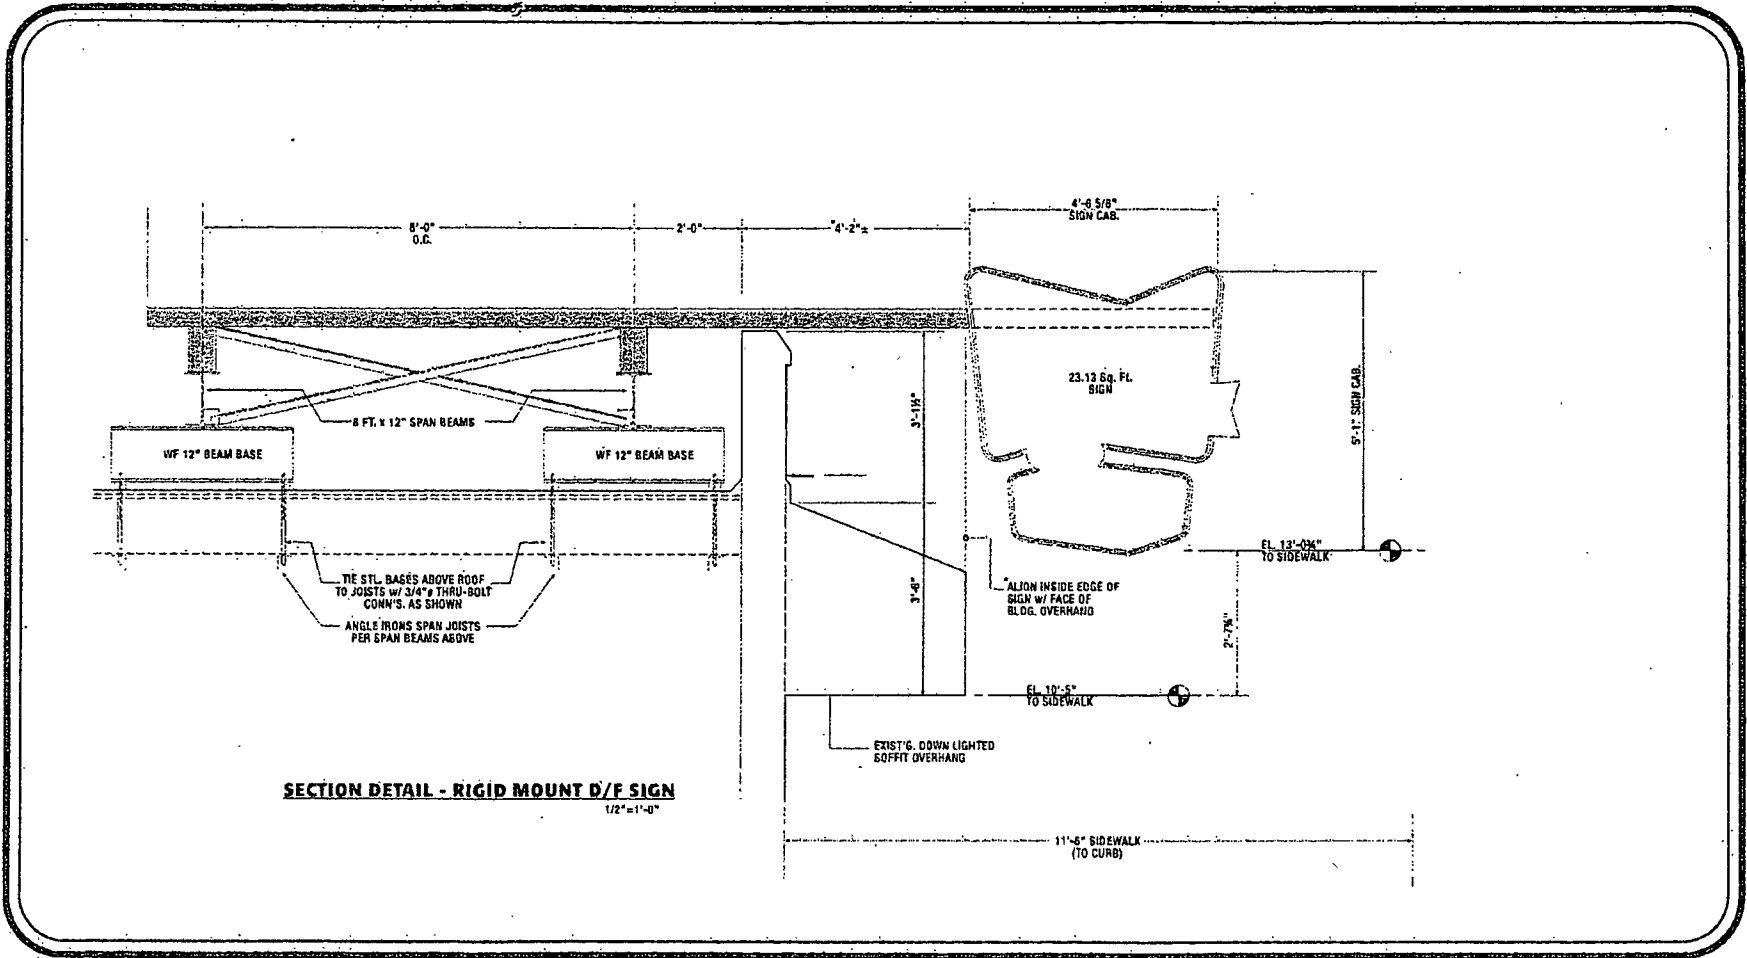 4'-6 5/8"
SIGN CAB.
8'-0"
O.C.
2'-0"
*4'-2"±
23.13 Sq. Ft.
SIGN
8 FT. x 12" SPAN BEAMS
3'-1½"
5'-1" SIGN CAB.
WF 12" BEAM BASE
WF 12" BEAM BASE
EL. 13'-0¾"
TO SIDEWALK
TIE STL. BASES ABOVE ROOF
TO JOISTS w/ 3/4"ø THRU-BOLT
CONN'S. AS SHOWN
3'-6"
*ALIGN INSIDE EDGE OF
SIGN w/ FACE OF
BLDG. OVERHANG
ANGLE IRONS SPAN JOISTS
PER SPAN BEAMS ABOVE
2'-7¾"
EL. 10'-5"
TO SIDEWALK
EXIST'G. DOWN LIGHTED
SOFFIT OVERHANG
SECTION DETAIL - RIGID MOUNT D/F SIGN
1/2"=1'-0"
11'-6" SIDEWALK
(TO CURB)